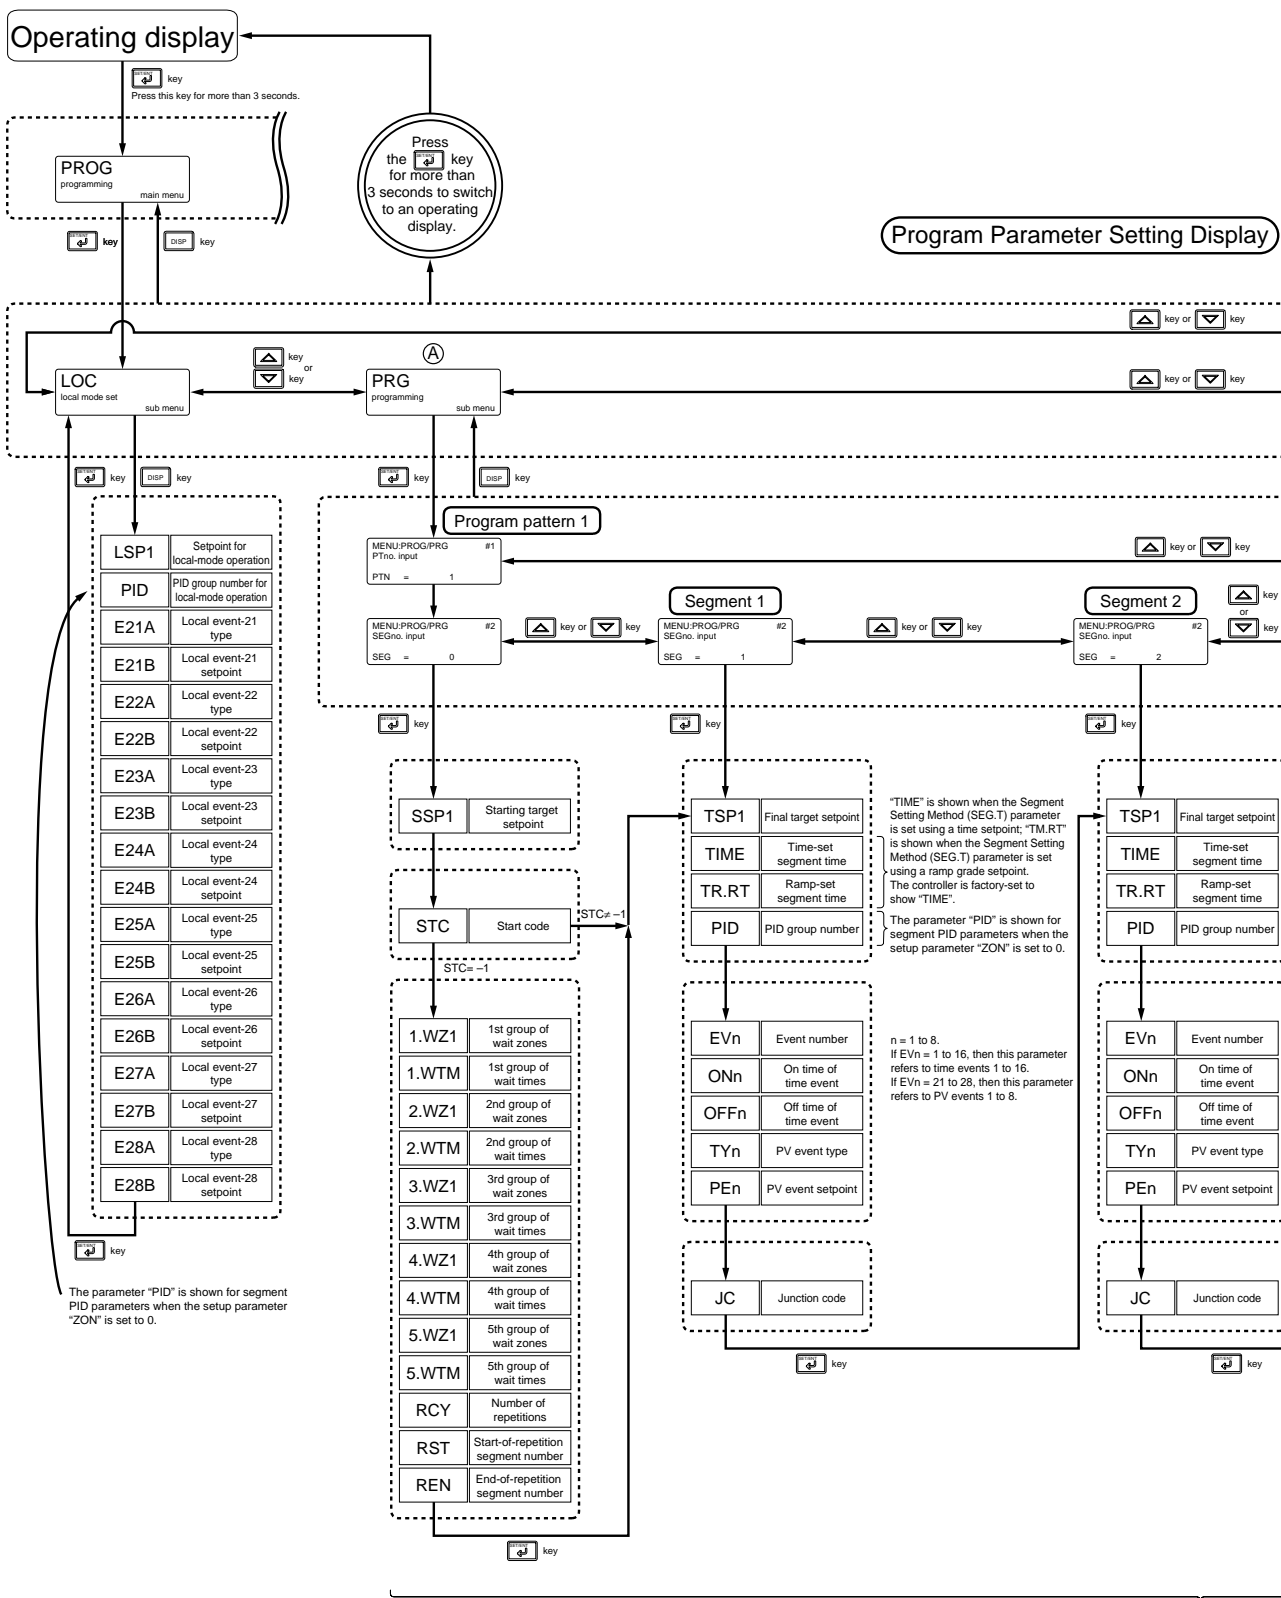 Operating display
SET/ENT key
Press this key for more than 3 seconds.
PROG
programming
main menu
Press
the SET/ENT key
for more than
3 seconds to switch
to an operating
display.
SET/ENT key
DISP key
Program Parameter Setting Display
key or key
A
key
or
key
key or key
LOC
local mode set
sub menu
PRG
programming
sub menu
SET/ENT key
DISP key
SET/ENT key
DISP key
LSP1 Setpoint for
local-mode operation
PID PID group number for
local-mode operation
E21A Local event-21
type
E21B Local event-21
setpoint
E22A Local event-22
type
E22B Local event-22
setpoint
E23A Local event-23
type
E23B Local event-23
setpoint
E24A Local event-24
type
E24B Local event-24
setpoint
E25A Local event-25
type
E25B Local event-25
setpoint
E26A Local event-26
type
E26B Local event-26
setpoint
E27A Local event-27
type
E27B Local event-27
setpoint
E28A Local event-28
type
E28B Local event-28
setpoint
SET/ENT key
The parameter “PID” is shown for segment
PID parameters when the setup parameter
“ZON” is set to 0.
Program pattern 1
MENU:PROG/PRG #1
PTno. input
PTN = 1
key or key
MENU:PROG/PRG #2
SEGno. input
SEG = 0
key or key
Segment 1
MENU:PROG/PRG #2
SEGno. input
SEG = 1
key or key
Segment 2
MENU:PROG/PRG #2
SEGno. input
SEG = 2
key
or
key
SET/ENT key
SET/ENT key
SET/ENT key
SSP1 Starting target
setpoint
STC Start code
STC≠ –1
STC= –1
1.WZ1 1st group of
wait zones
1.WTM 1st group of
wait times
2.WZ1 2nd group of
wait zones
2.WTM 2nd group of
wait times
3.WZ1 3rd group of
wait zones
3.WTM 3rd group of
wait times
4.WZ1 4th group of
wait zones
4.WTM 4th group of
wait times
5.WZ1 5th group of
wait zones
5.WTM 5th group of
wait times
RCY Number of
repetitions
RST Start-of-repetition
segment number
REN End-of-repetition
segment number
SET/ENT key
TSP1 Final target setpoint
TIME Time-set
segment time
TR.RT Ramp-set
segment time
PID PID group number
“TIME” is shown when the Segment
Setting Method (SEG.T) parameter
is set using a time setpoint; “TM.RT”
is shown when the Segment Setting
Method (SEG.T) parameter is set
using a ramp grade setpoint.
The controller is factory-set to
show “TIME”.
The parameter “PID” is shown for
segment PID parameters when the
setup parameter “ZON” is set to 0.
EVn Event number
ONn On time of
time event
OFFn Off time of
time event
TYn PV event type
PEn PV event setpoint
n = 1 to 8.
If EVn = 1 to 16, then this parameter
refers to time events 1 to 16.
If EVn = 21 to 28, then this parameter
refers to PV events 1 to 8.
JC Junction code
SET/ENT key
TSP1 Final target setpoint
TIME Time-set
segment time
TR.RT Ramp-set
segment time
PID PID group number
EVn Event number
ONn On time of
time event
OFFn Off time of
time event
TYn PV event type
PEn PV event setpoint
JC Junction code
SET/ENT key